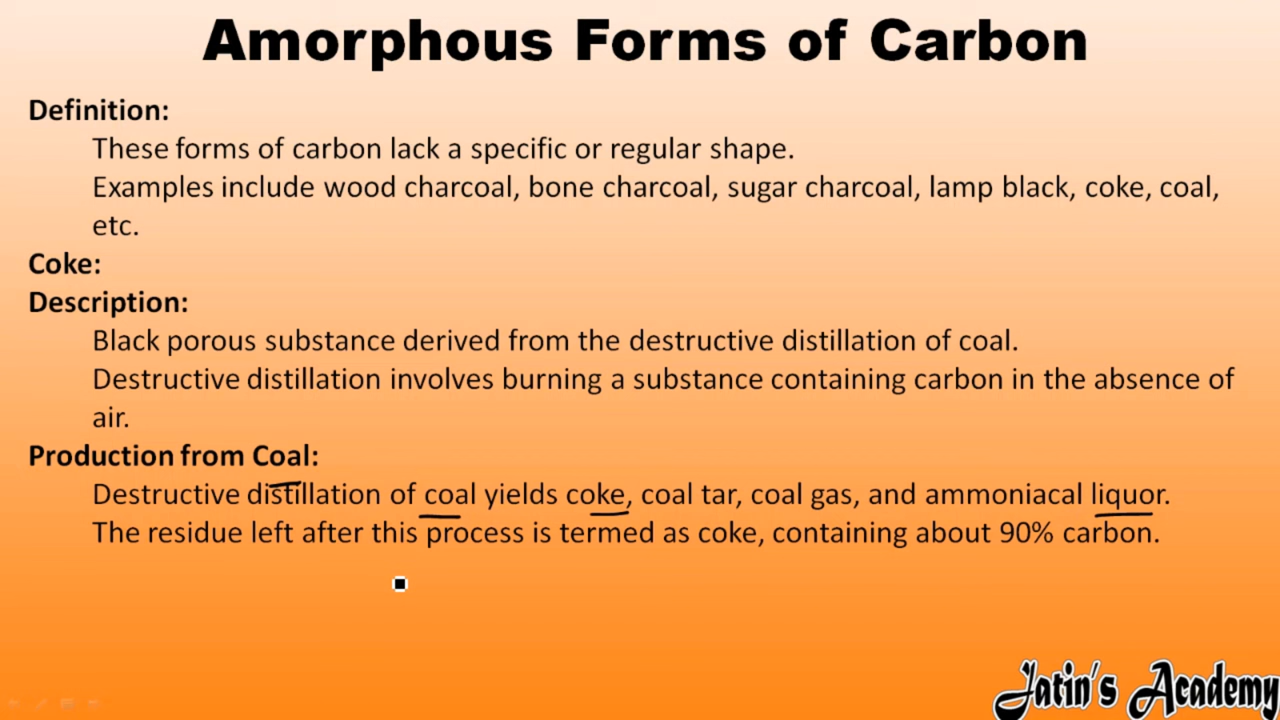 Amorphous Forms of Carbon
Definition:
These forms of carbon lack a specific or regular shape.
Examples include wood charcoal, bone charcoal, sugar charcoal, lamp black, coke, coal,
etc.
Coke:
Description:
Black porous substance derived from the destructive distillation of coal.
Destructive distillation involves burning a substance containing carbon in the absence of
air.
Production from Coal:
Destructive distillation of coal yields coke, coal tar, coal gas, and ammoniacal liquor.
The residue left after this process is termed as coke, containing about 90% carbon.
Jatin's Academy